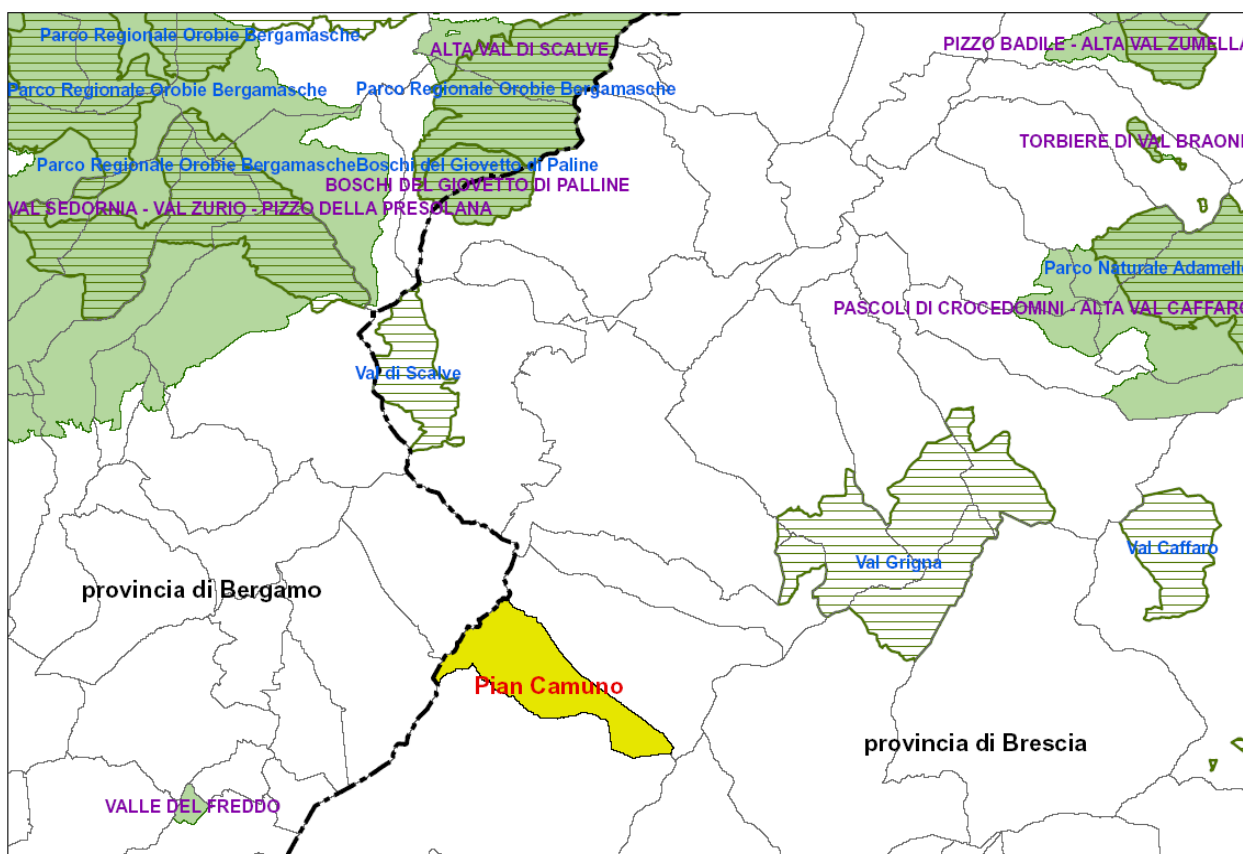 Parco Regionale Orobie Bergamasche
ALTA VAL DI SCALVE
PIZZO BADILE - ALTA VAL ZUMELLA
Parco Regionale Orobie Bergamasche
Parco Regionale Orobie Bergamasche
TORBIERE DI VAL BRAONE
Parco Regionale Orobie Bergamasche
Boschi del Giovetto di Paline
BOSCHI DEL GIOVETTO DI PALLINE
VAL SEDORNIA - VAL ZURIO - PIZZO DELLA PRESOLANA
Parco Naturale Adamello
PASCOLI DI CROCEDOMINI - ALTA VAL CAFFARO
Val di Scalve
Val Caffaro
Val Grigna
provincia di Bergamo
Pian Camuno
provincia di Brescia
VALLE DEL FREDDO